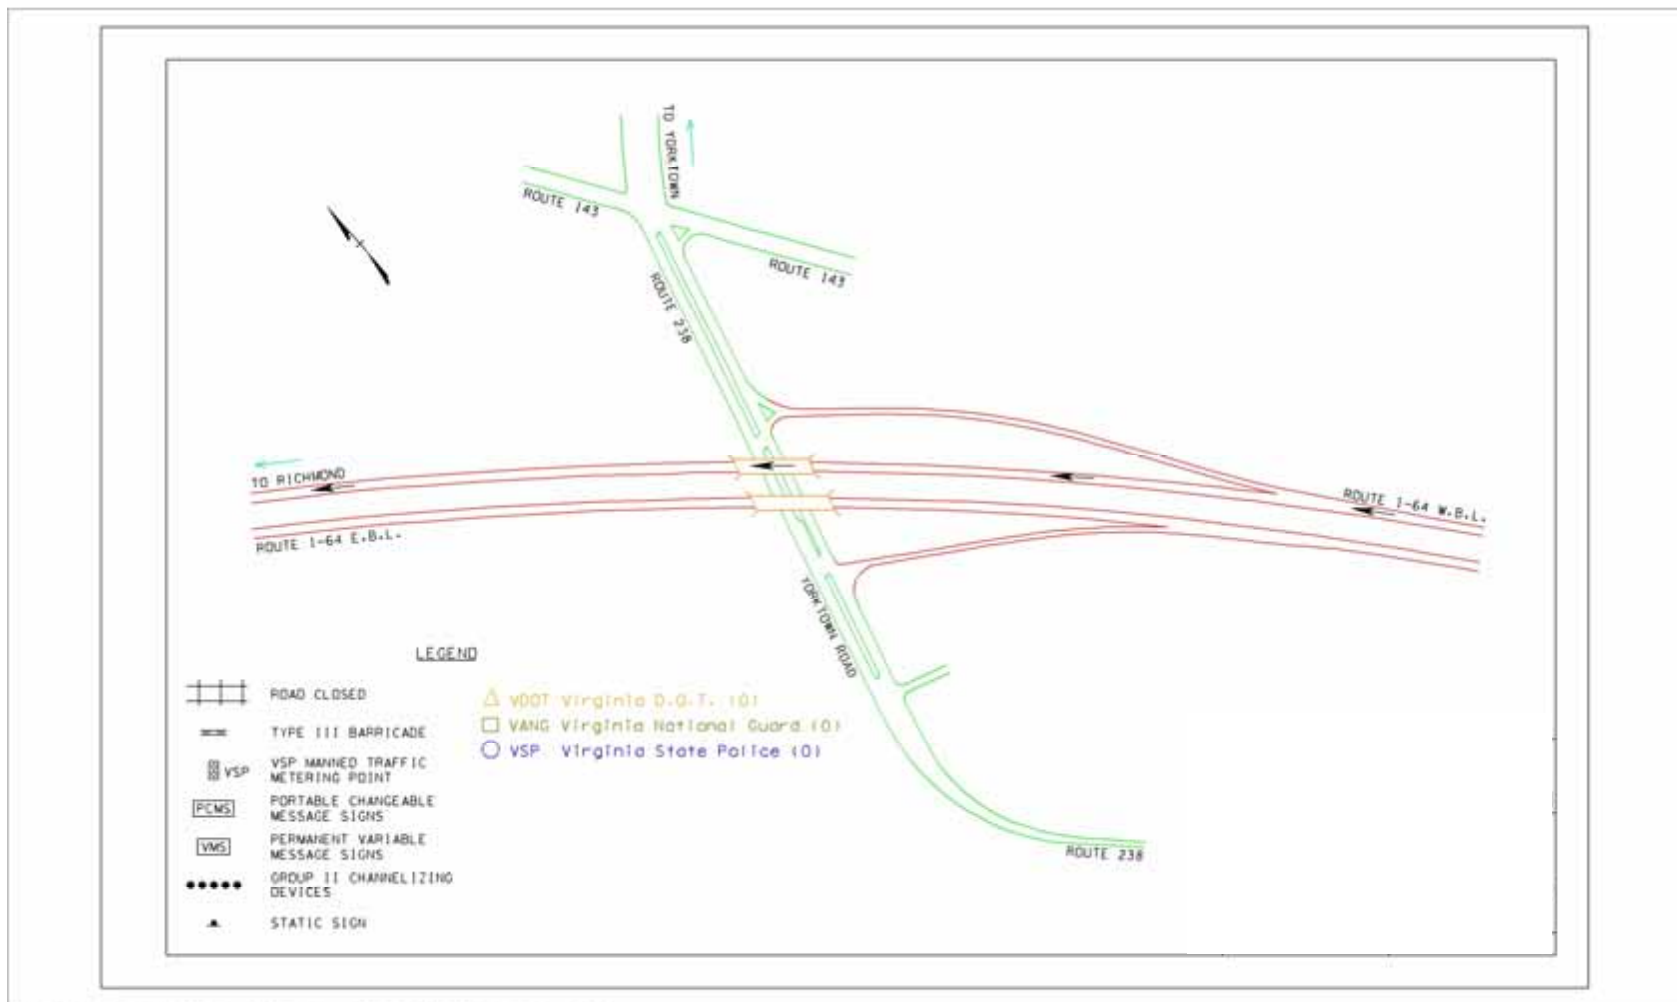 TO YORKTOWN
ROUTE 143
ROUTE 143
ROUTE 238
TO RICHMOND
ROUTE I-64 W.B.L.
ROUTE I-64 E.B.L.
YORKTOWN ROAD
ROUTE 238
LEGEND
ROAD CLOSED
TYPE III BARRICADE
VSP VSP MANNED TRAFFIC
METERING POINT
PCMS PORTABLE CHANGEABLE
MESSAGE SIGNS
VMS PERMANENT VARIABLE
MESSAGE SIGNS
GROUP II CHANNELIZING
DEVICES
STATIC SIGN
VDOT Virginia D.O.T. (0)
VANG Virginia National Guard (0)
VSP Virginia State Police (0)